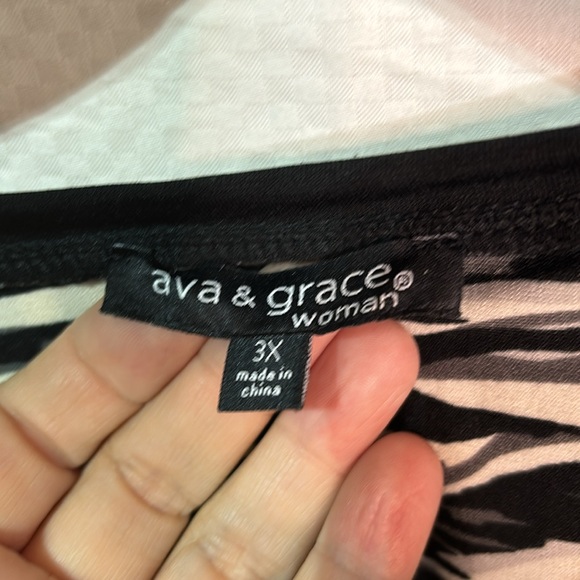 ava & grace®
woman
3X
made in
china